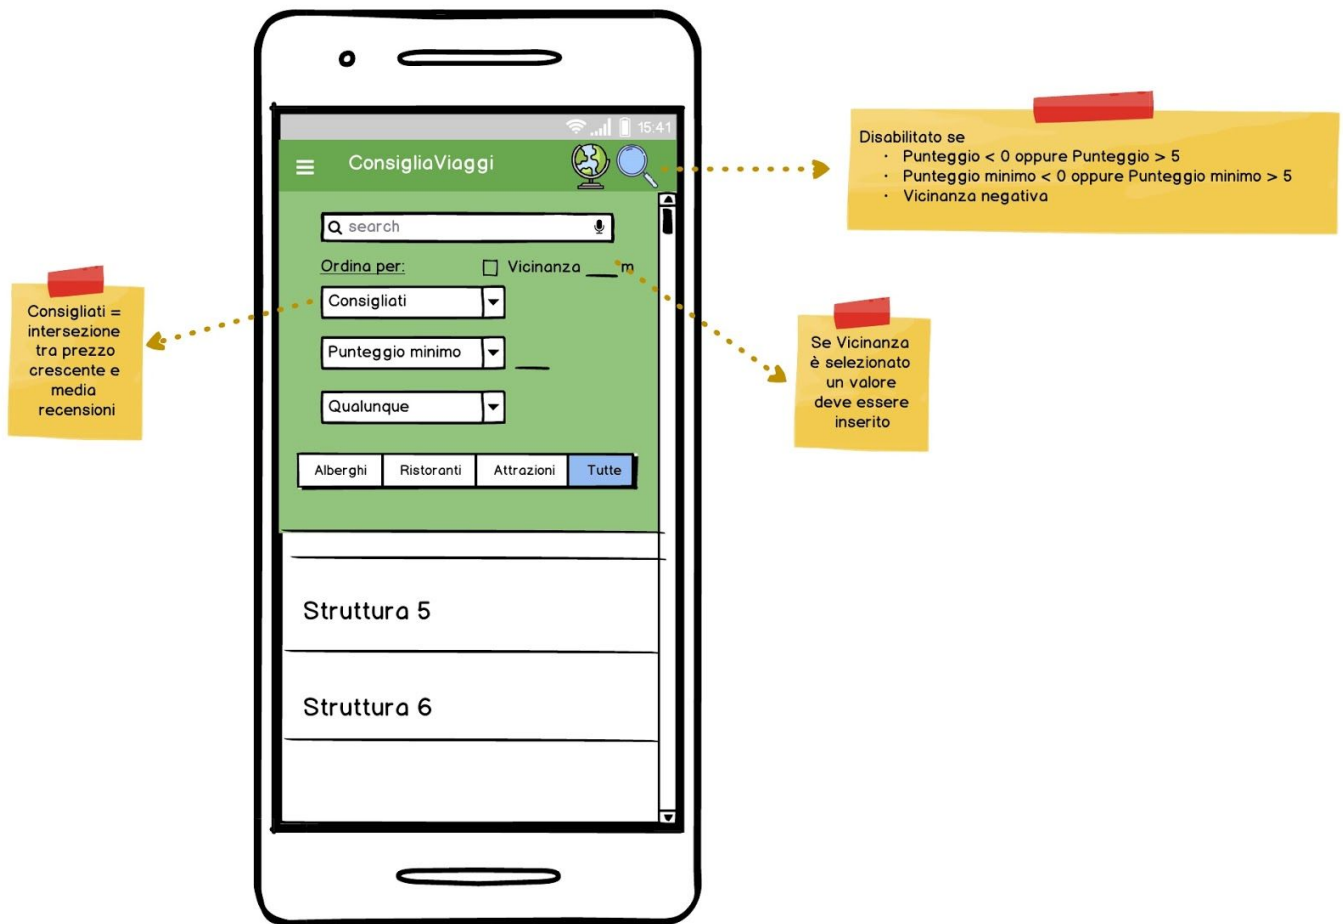 15:41
ConsigliaViaggi
search
Ordina per:
Vicinanza ___ m
Consigliati
Punteggio minimo ___
Qualunque
Alberghi Ristoranti Attrazioni Tutte
Struttura 5
Struttura 6
Consigliati =
intersezione
tra prezzo
crescente e
media
recensioni
Disabilitato se
· Punteggio < 0 oppure Punteggio > 5
· Punteggio minimo < 0 oppure Punteggio minimo > 5
· Vicinanza negativa
Se Vicinanza
è selezionato
un valore
deve essere
inserito